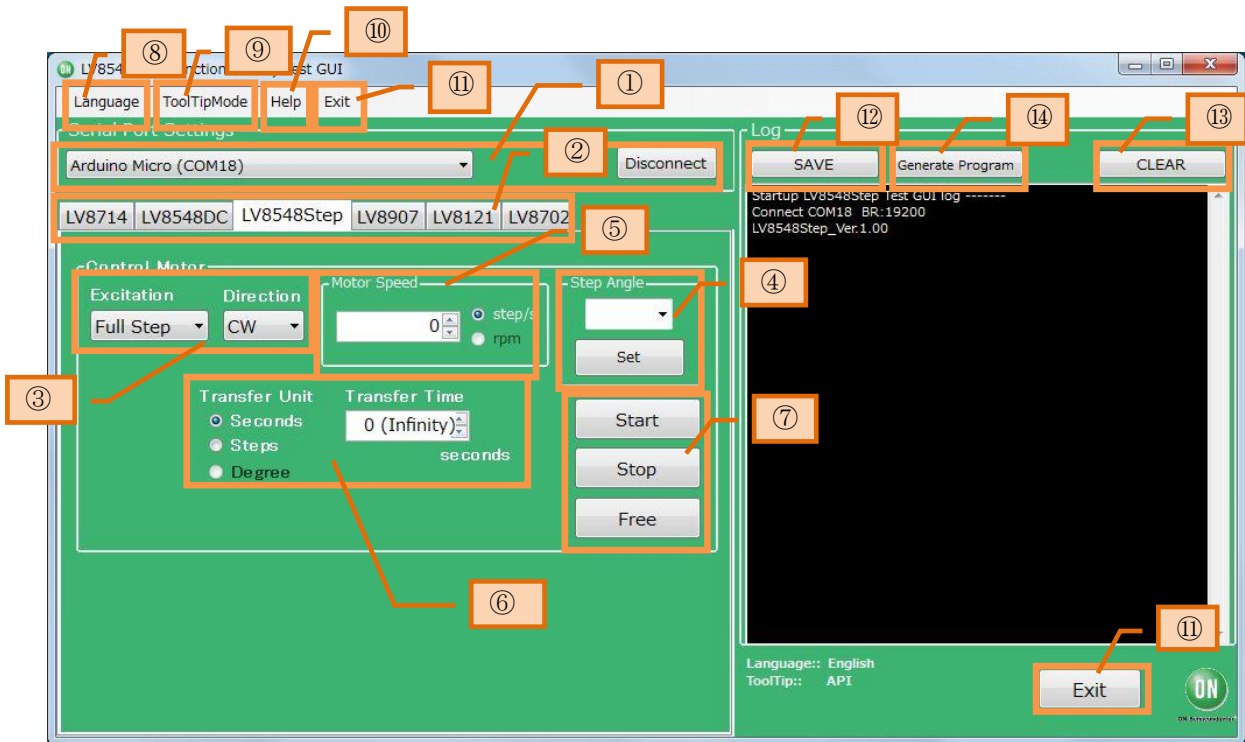 ⑧
⑨
⑩
⑪
①
②
⑫
⑭
⑬
Test GUI
Language ToolTipMode Help Exit
Serial Port Settings
Arduino Micro (COM18)
Disconnect
LV8714 LV8548DC LV8548Step LV8907 LV8121 LV8702
⑤
Control Motor
Excitation
Full Step
Direction
CW
Motor Speed
0
step/s
rpm
Step Angle
Set
④
③
Transfer Unit
Seconds
Steps
Degree
Transfer Time
0 (Infinity)
seconds
Start
Stop
Free
⑦
⑥
Log
SAVE
Generate Program
CLEAR
Startup LV8548Step Test GUI log -------
Connect COM18 BR:19200
LV8548Step_Ver.1.00
Language:: English
ToolTip:: API
⑪
Exit
ON
ON Semiconductor